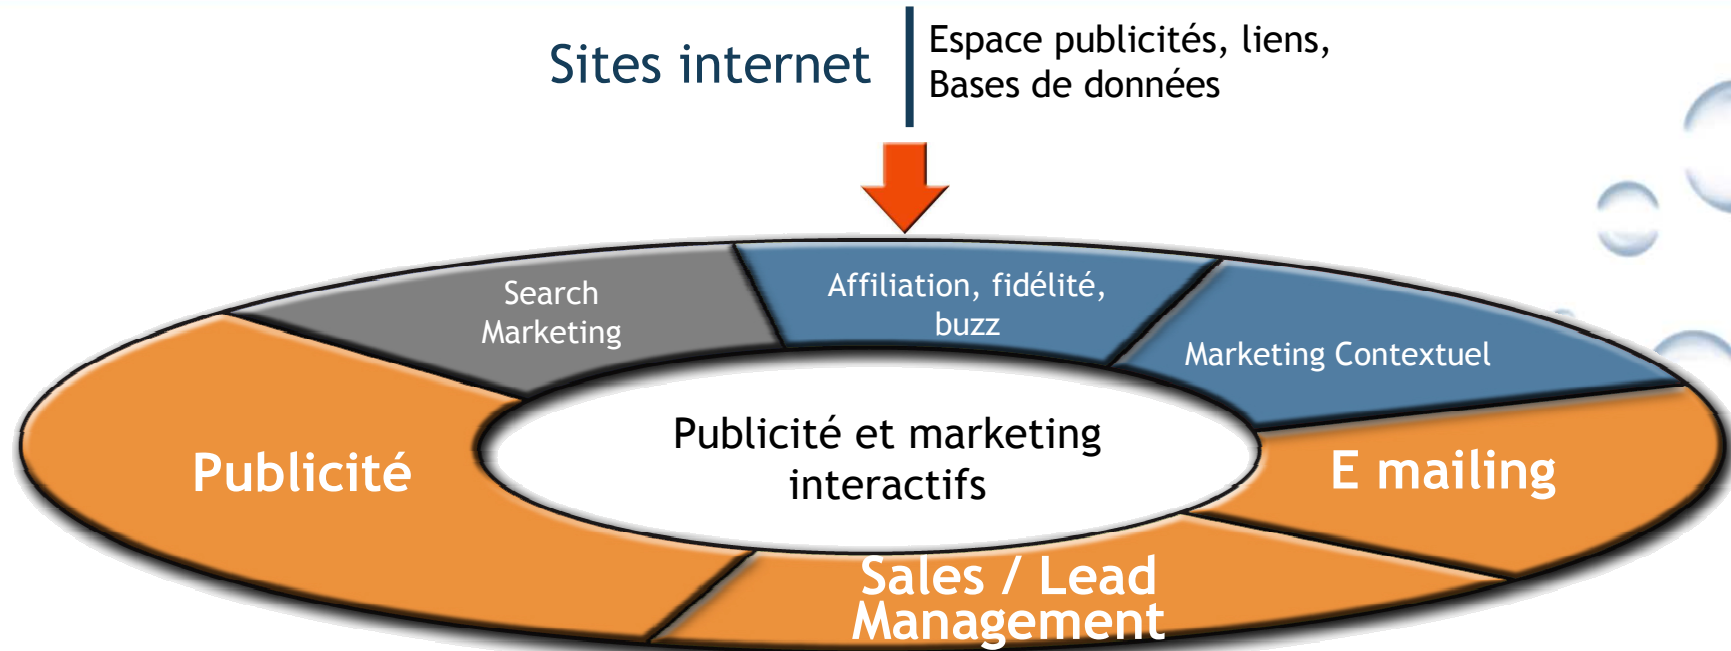 Sites internet
Espace publicités, liens,
Bases de données
Search
Marketing
Affiliation, fidélité,
buzz
Marketing Contextuel
Publicité
Publicité et marketing
interactifs
E mailing
Sales / Lead
Management